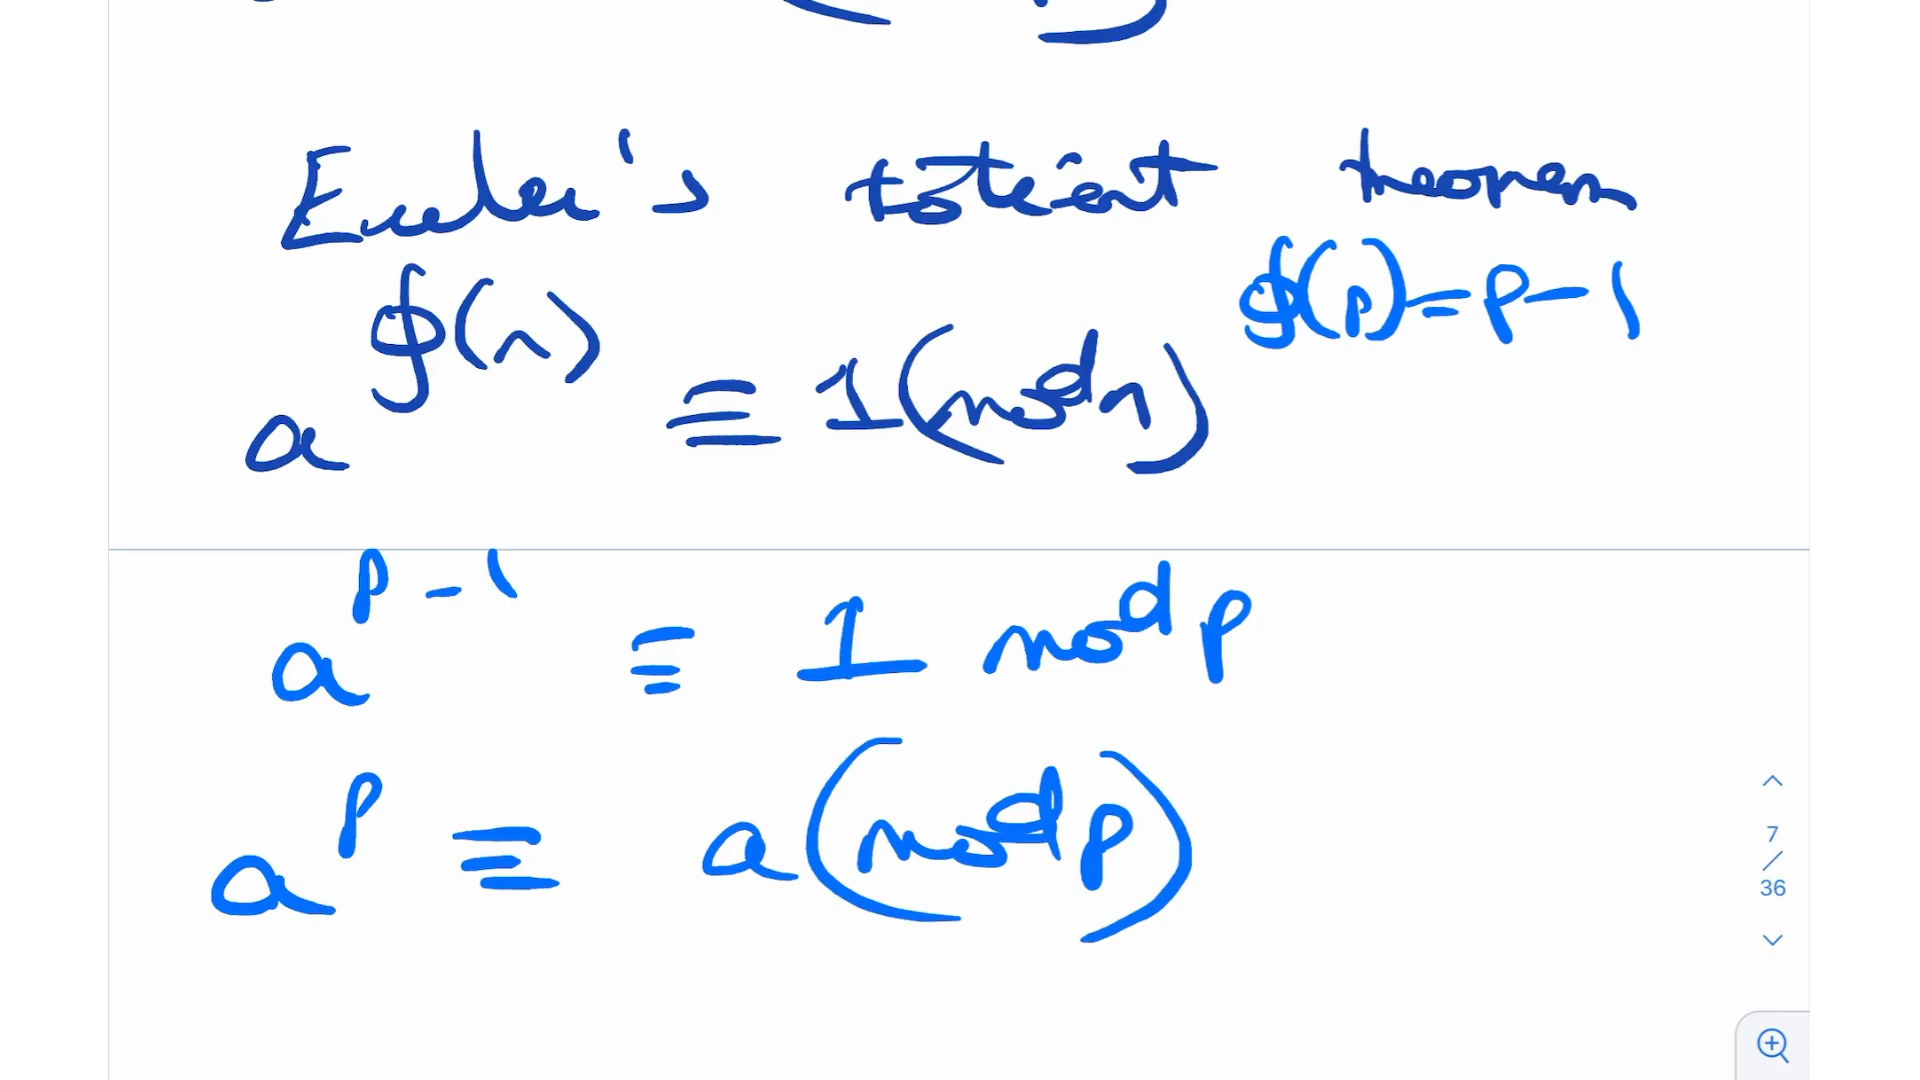 Euler's totient theorem
ϕ(p)=p-1
a^ϕ(n) ≡ 1(mod n)
a^p-1 ≡ 1 mod p
a^p ≡ a(mod p)
7
/
36